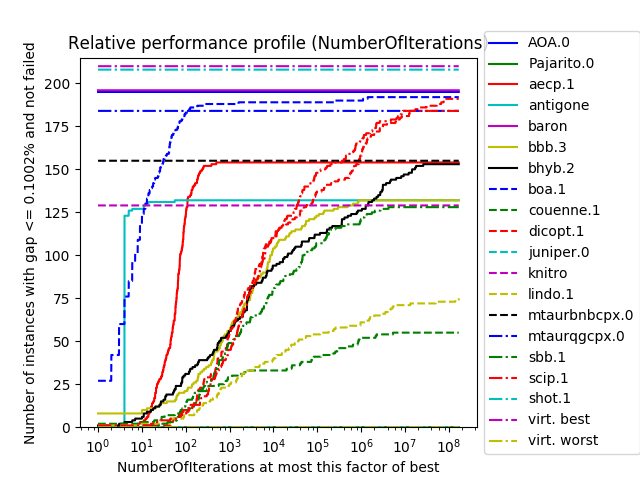 Relative performance profile (NumberOfIterations)
Number of instances with gap <= 0.1002% and not failed
200
175
150
125
100
75
50
25
0
10^0 10^1 10^2 10^3 10^4 10^5 10^6 10^7 10^8
NumberOfIterations at most this factor of best
AOA.0
Pajarito.0
aecp.1
antigone
baron
bbb.3
bhyb.2
boa.1
couenne.1
dicopt.1
juniper.0
knitro
lindo.1
mtaurbnbcpx.0
mtaurqgcpx.0
sbb.1
scip.1
shot.1
virt. best
virt. worst